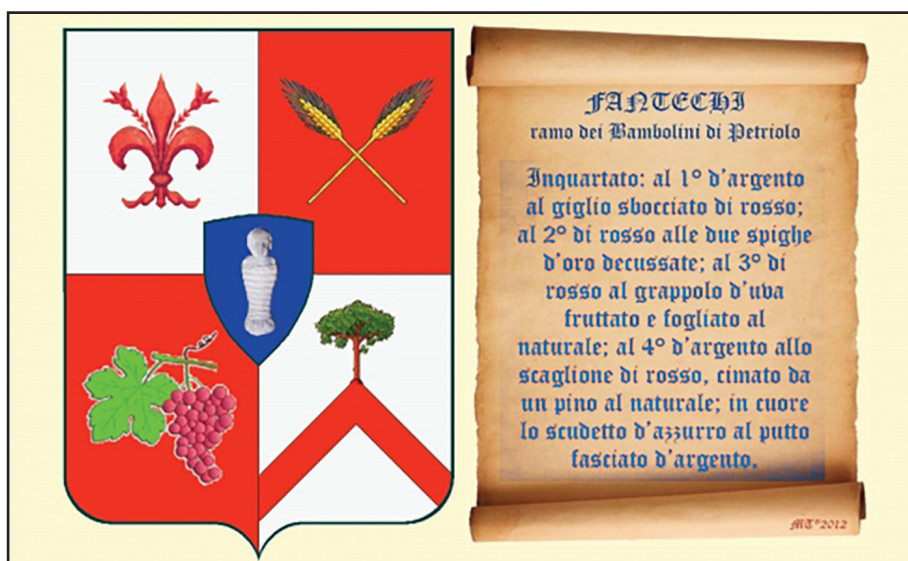 FANTECHI
ramo dei Bambolini di Petriolo
Inquartato: al 1° d'argento
al giglio sbocciato di rosso;
al 2° di rosso alle due spighe
d'oro decussate; al 3° di
rosso al grappolo d'uva
fruttato e fogliato al
naturale; al 4° d'argento allo
scaglione di rosso, cimato da
un pino al naturale; in cuore
lo scudetto d'azzurro al putto
fasciato d'argento.
MT°2012